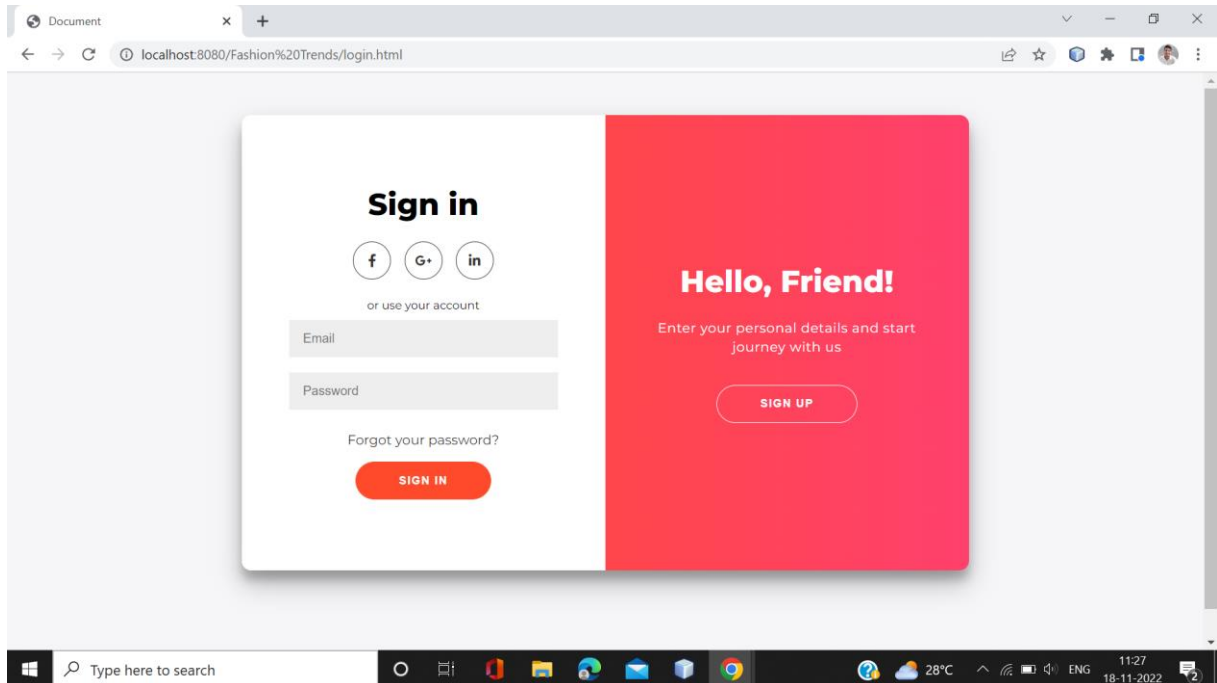 Document
localhost:8080/Fashion%20Trends/login.html
Sign in
f
G+
in
or use your account
Email
Password
Forgot your password?
SIGN IN
Hello, Friend!
Enter your personal details and start
journey with us
SIGN UP
Type here to search
28°C
ENG
11:27
18-11-2022
2